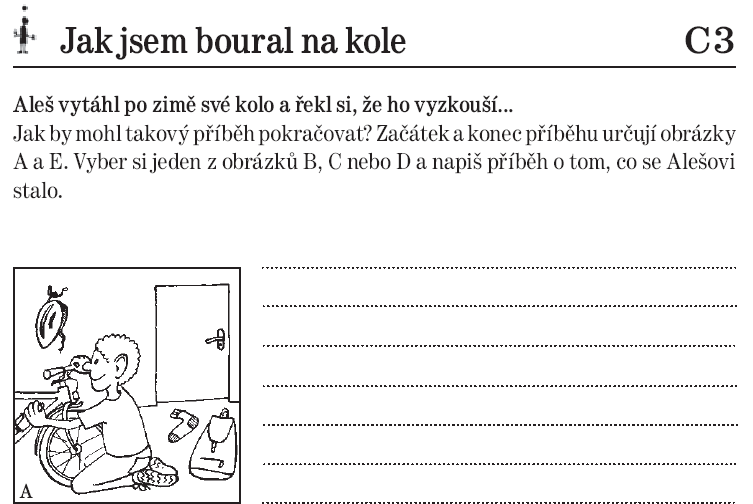 Jak jsem boural na kole
C3
Aleš vytáhl po zimě své kolo a řekl si, že ho vyzkouší...
Jak by mohl takový příběh pokračovat? Začátek a konec příběhu určují obrázky
A a E. Vyber si jeden z obrázků B, C nebo D a napiš příběh o tom, co se Alešovi
stalo.
A